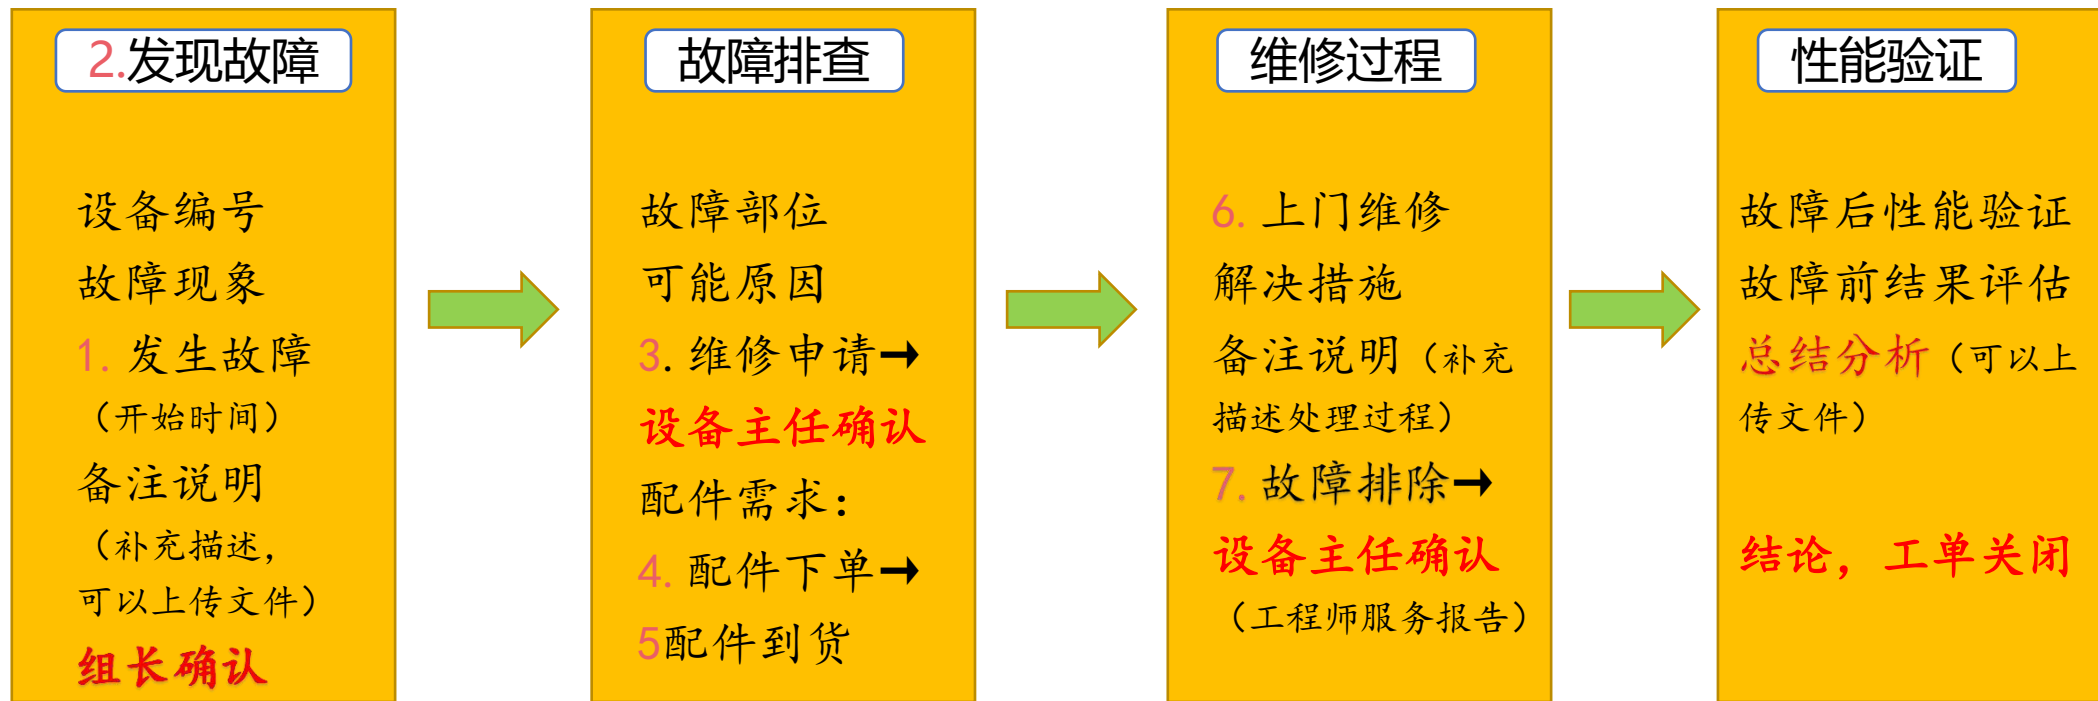 2.发现故障
设备编号
故障现象
1. 发生故障
（开始时间）
备注说明
（补充描述，
可以上传文件）
组长确认
故障排查
故障部位
可能原因
3. 维修申请→
设备主任确认
配件需求：
4. 配件下单→
5配件到货
维修过程
6. 上门维修
解决措施
备注说明（补充
描述处理过程）
7. 故障排除→
设备主任确认
（工程师服务报告）
性能验证
故障后性能验证
故障前结果评估
总结分析（可以上
传文件）
结论，工单关闭